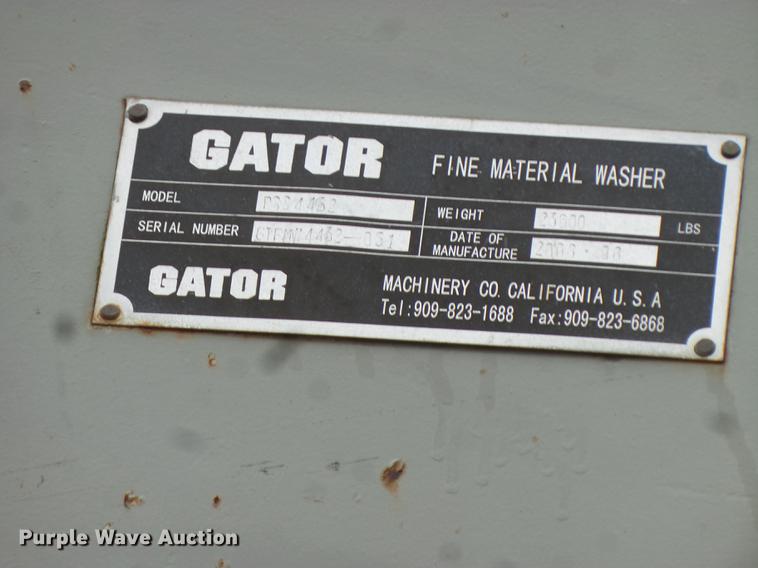 GATOR FINE MATERIAL WASHER
MODEL
WEIGHT LBS
SERIAL NUMBER
DATE OF MANUFACTURE
GATOR
MACHINERY CO. CALIFORNIA U.S.A
Tel:909-823-1688 Fax:909-823-6868
Purple Wave Auction